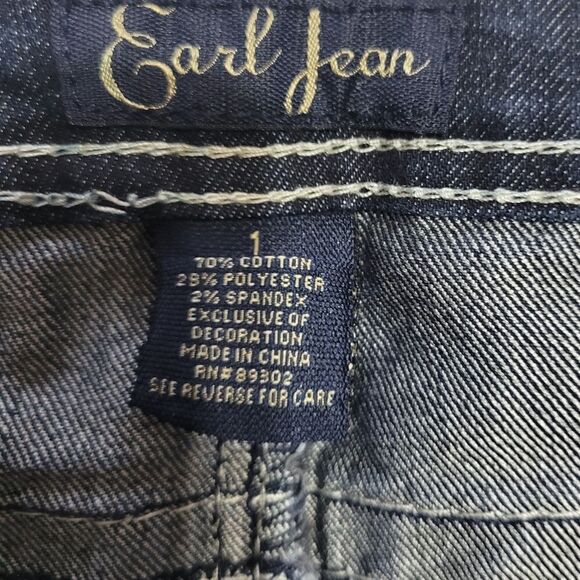 Earl Jean
1
70% COTTON
28% POLYESTER
2% SPANDEX
EXCLUSIVE OF
DECORATION
MADE IN CHINA
RN#89302
SEE REVERSE FOR CARE